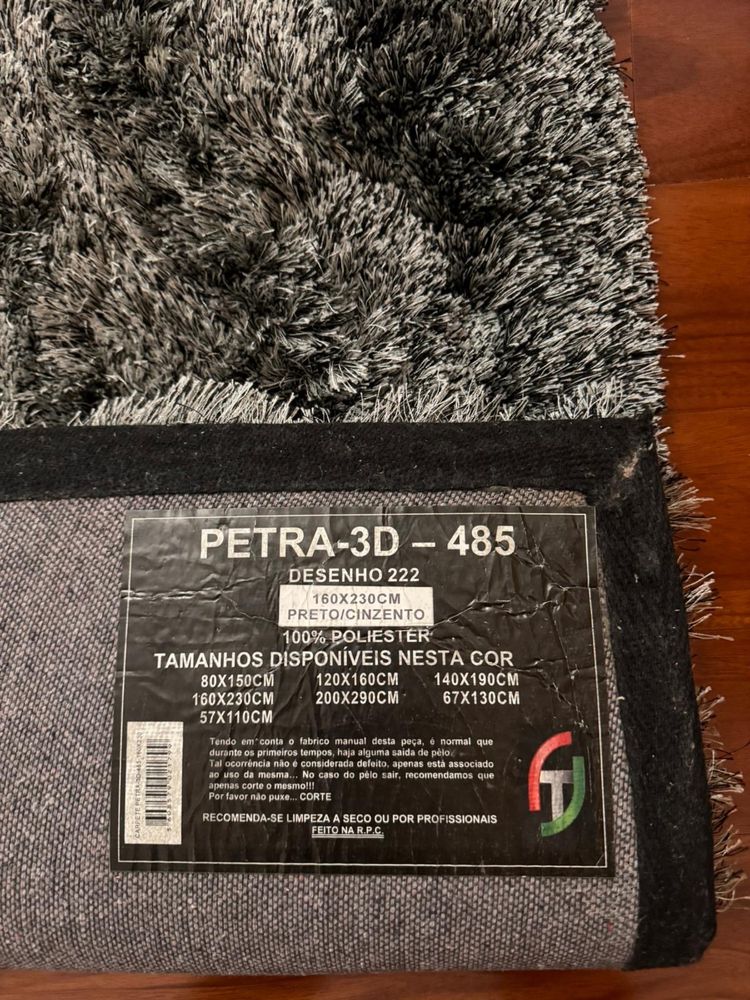 PETRA-3D – 485
DESENHO 222
160X230CM
PRETO/CINZENTO
100% POLIESTER
TAMANHOS DISPONÍVEIS NESTA COR
80X150CM 120X160CM 140X190CM
160X230CM 200X290CM 67X130CM
57X110CM
Tendo em conta o fabrico manual desta peça, é normal que
durante os primeiros tempos, haja alguma saida de pêlo.
Tal ocorrência não é considerada defeito, apenas está associado
ao uso da mesma... No caso do pêlo sair, recomendamos que
apenas corte o mesmo!!!
Por favor não puxe... CORTE
RECOMENDA-SE LIMPEZA A SECO OU POR PROFISSIONAIS
FEITO NA R.P.C.
FT